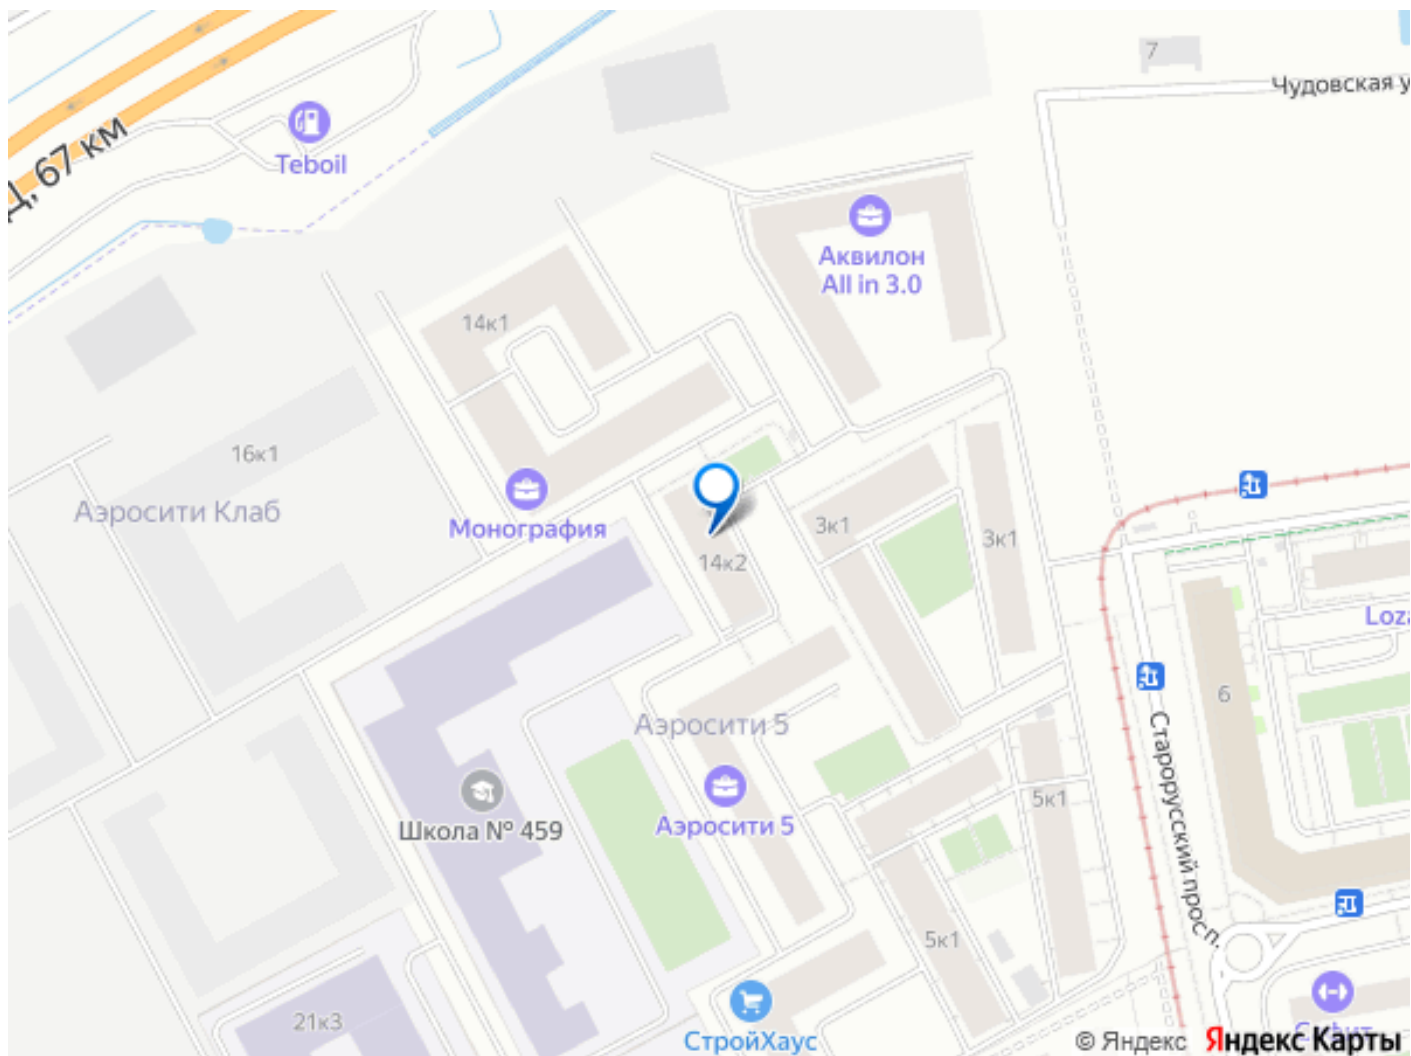 7
Чудовская у
Teboil
Д, 67 км
Аквилон
All in 3.0
14к1
16к1
Аэросити Клаб
Монография
3к1
3к1
14к2
Loza
Аэросити 5
6
Старорусский просп.
Школа № 459
Аэросити 5
5к1
5к1
21к3
СтройХаус
© Яндекс
Яндекс Карты